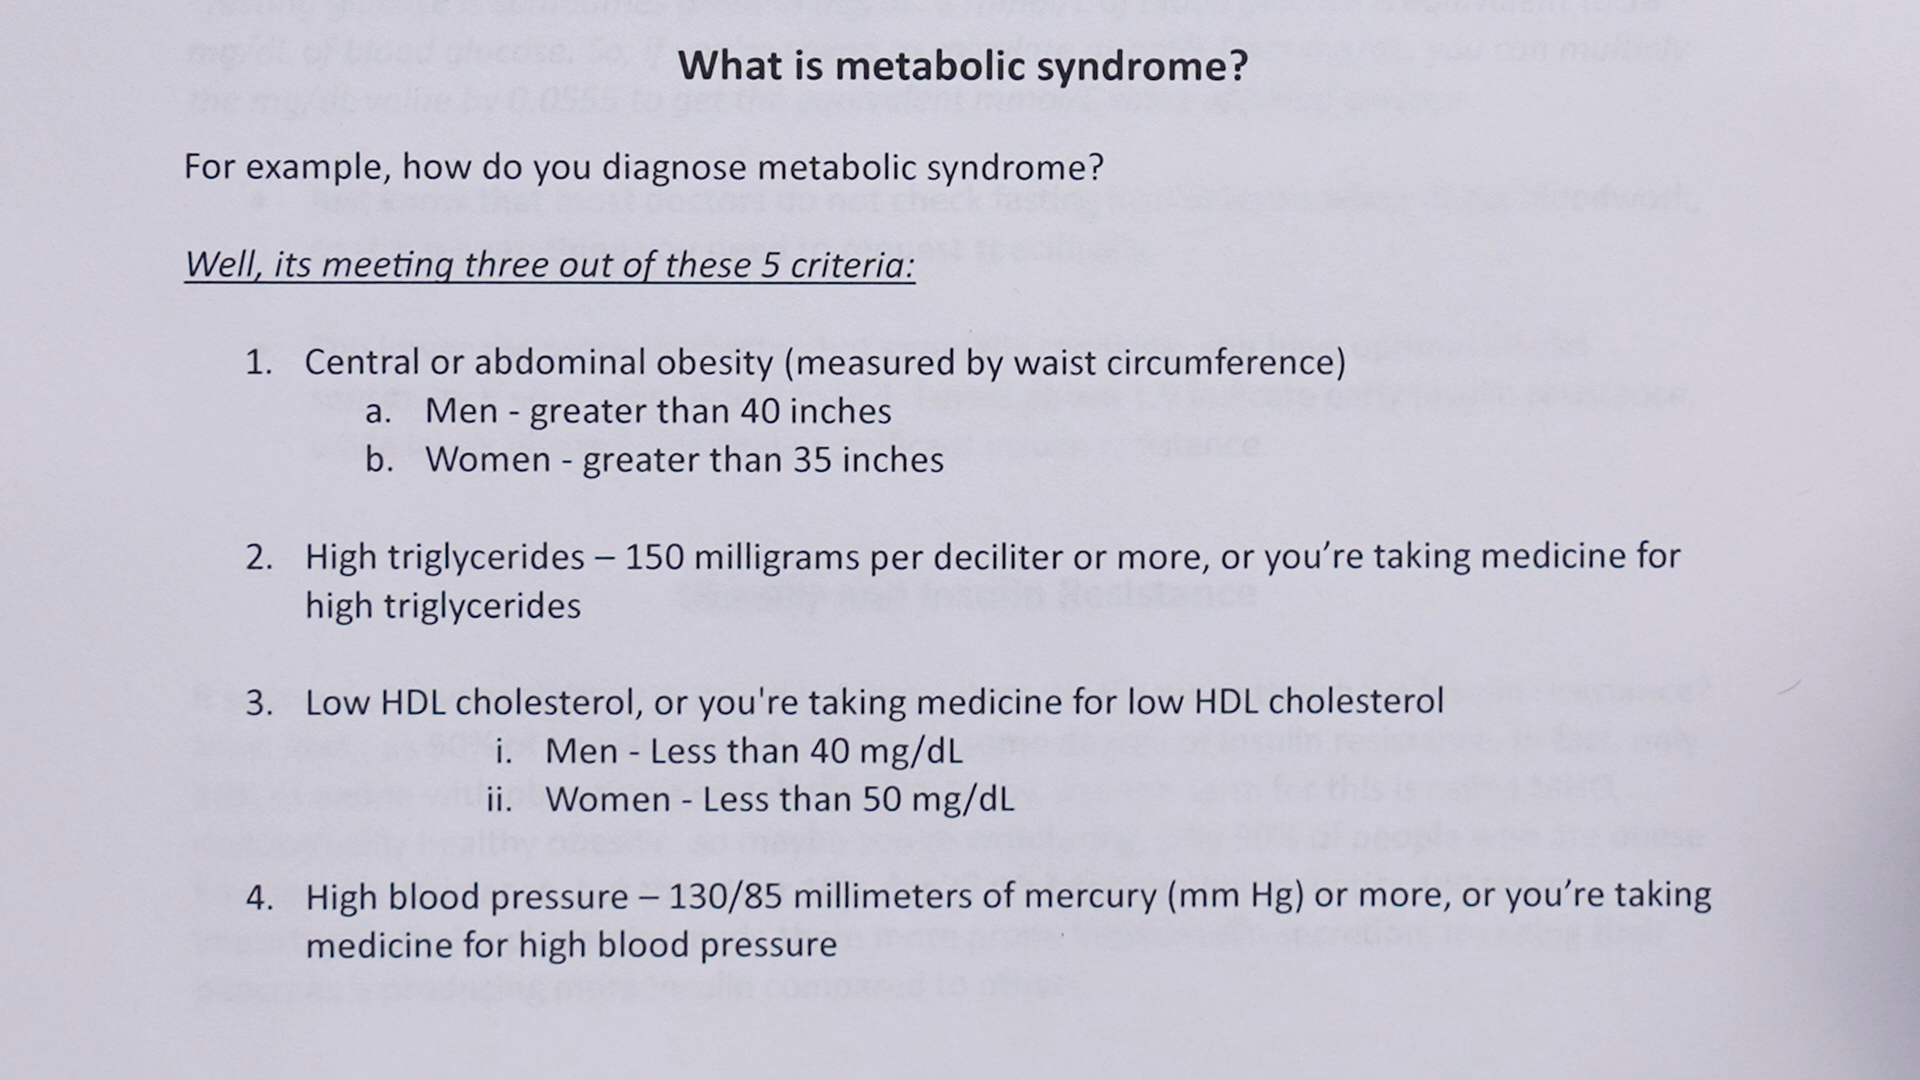 What is metabolic syndrome?
For example, how do you diagnose metabolic syndrome?
Well, its meeting three out of these 5 criteria:
1. Central or abdominal obesity (measured by waist circumference)
a. Men - greater than 40 inches
b. Women - greater than 35 inches
2. High triglycerides – 150 milligrams per deciliter or more, or you’re taking medicine for
high triglycerides
3. Low HDL cholesterol, or you're taking medicine for low HDL cholesterol
i. Men - Less than 40 mg/dL
ii. Women - Less than 50 mg/dL
4. High blood pressure – 130/85 millimeters of mercury (mm Hg) or more, or you’re taking
medicine for high blood pressure